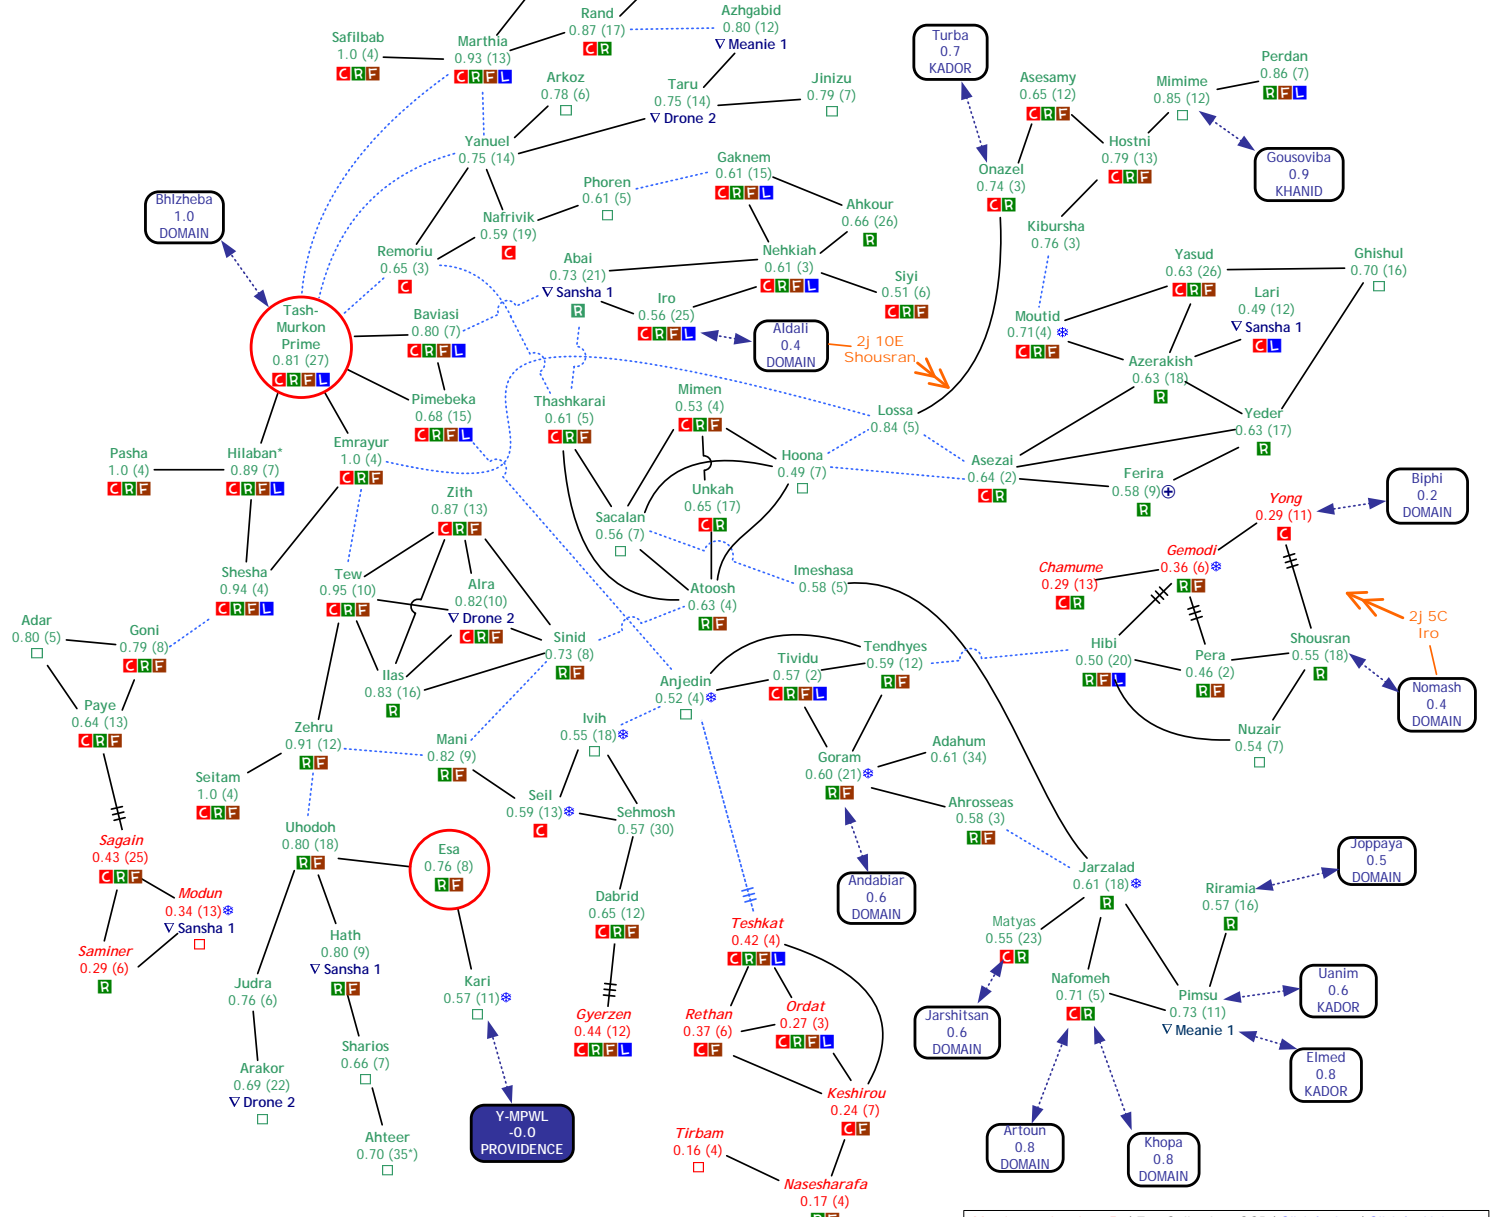 Rand
0.87 (17)
C R
Azhgabid
0.80 (12)
∇ Meanie 1
Safilbab
1.0 (4)
C R F
Marthia
0.93 (13)
C R F L
Turba
0.7
KADOR
Arkoz
0.78 (6)
Taru
0.75 (14)
∇ Drone 2
Jinizu
0.79 (7)
Asesamy
0.65 (12)
C R F
Mimime
0.85 (12)
Perdan
0.86 (7)
R F L
Yanuel
0.75 (14)
Hostni
0.79 (13)
C R F
Gousoviba
0.9
KHANID
Gaknem
0.61 (15)
C R F L
Onazel
0.74 (3)
C R
Phoren
0.61 (5)
Bhizheba
1.0
DOMAIN
Nafrivik
0.59 (19)
C
Ahkour
0.66 (26)
R
Kibursha
0.76 (3)
Remoriu
0.65 (3)
C
Abai
0.73 (21)
∇ Sansha 1
R
Nehkiah
0.61 (3)
C R F L
Siyi
0.51 (6)
C R F
Yasud
0.63 (26)
C R F
Ghishul
0.70 (16)
Lari
0.49 (12)
∇ Sansha 1
C L
Tash-
Murkon
Prime
0.81 (27)
C R F L
Baviasi
0.80 (7)
C R F L
Iro
0.56 (25)
C R F L
Aldali
0.4
DOMAIN
2j 10E
Shousran
Moutid
0.71(4)
C R F
Azerakish
0.63 (18)
R
Pimebeka
0.68 (15)
C R F L
Thashkarai
0.61 (5)
C R F
Mimen
0.53 (4)
C R F
Lossa
0.84 (5)
Yeder
0.63 (17)
R
Pasha
1.0 (4)
C R F
Hilaban*
0.89 (7)
C R F L
Emrayur
1.0 (4)
C R F
Hoona
0.49 (7)
Asezai
0.64 (2)
C R
Ferira
0.58 (9)
R
Biphi
0.2
DOMAIN
Zith
0.87 (13)
C R F
Unkah
0.65 (17)
C R
Yong
0.29 (11)
C
Sacalan
0.56 (7)
Gemodi
0.36 (6)
R F
Shesha
0.94 (4)
C R F L
Tew
0.95 (10)
C R F
Alra
0.82(10)
∇ Drone 2
C R F
Atoosh
0.63 (4)
R F
Imeshasa
0.58 (5)
Chamume
0.29 (13)
C R
Adar
0.80 (5)
Goni
0.79 (8)
C R F
Sinid
0.73 (8)
R F
Tendhyes
0.59 (12)
R F
Hibi
0.50 (20)
R F L
Pera
0.46 (2)
R F
Shousran
0.55 (18)
R
2j 5C
Iro
Ilas
0.83 (16)
R
Anjedin
0.52 (4)
Tividu
0.57 (2)
C R F L
Nomash
0.4
DOMAIN
Paye
0.64 (13)
C R F
Zehru
0.91 (12)
R F
Mani
0.82 (9)
R F
Ivih
0.55 (18)
Goram
0.60 (21)
R F
Adahum
0.61 (34)
Nuzair
0.54 (7)
Seitam
1.0 (4)
C R F
Seil
0.59 (13)
C
Sehmosh
0.57 (30)
Ahrosseas
0.58 (3)
R F
Sagain
0.43 (25)
C R F
Uhodoh
0.80 (18)
R F
Esa
0.76 (8)
R F
Andabiar
0.6
DOMAIN
Jarzalad
0.61 (18)
R
Joppaya
0.5
DOMAIN
Modun
0.34 (13)
∇ Sansha 1
Dabrid
0.65 (12)
C R F
Teshkat
0.42 (4)
C R F L
Matyas
0.55 (23)
C R
Riramia
0.57 (16)
R
Saminer
0.29 (6)
R
Hath
0.80 (9)
∇ Sansha 1
R F
Judra
0.76 (6)
Kari
0.57 (11)
Nafomeh
0.71 (5)
C R
Pimsu
0.73 (11)
∇ Meanie 1
Uanim
0.6
KADOR
Gyerzen
0.44 (12)
C R F L
Rethan
0.37 (6)
C F
Ordat
0.27 (3)
C R F L
Jarshitsan
0.6
DOMAIN
Sharios
0.66 (7)
Elmed
0.8
KADOR
Arakor
0.69 (22)
∇ Drone 2
Y-MPWL
-0.0
PROVIDENCE
Keshirou
0.24 (7)
C F
Ahteer
0.70 (35*)
Tirbam
0.16 (4)
Artoun
0.8
DOMAIN
Khopa
0.8
DOMAIN
Nasesharafa
0.17 (4)
R F